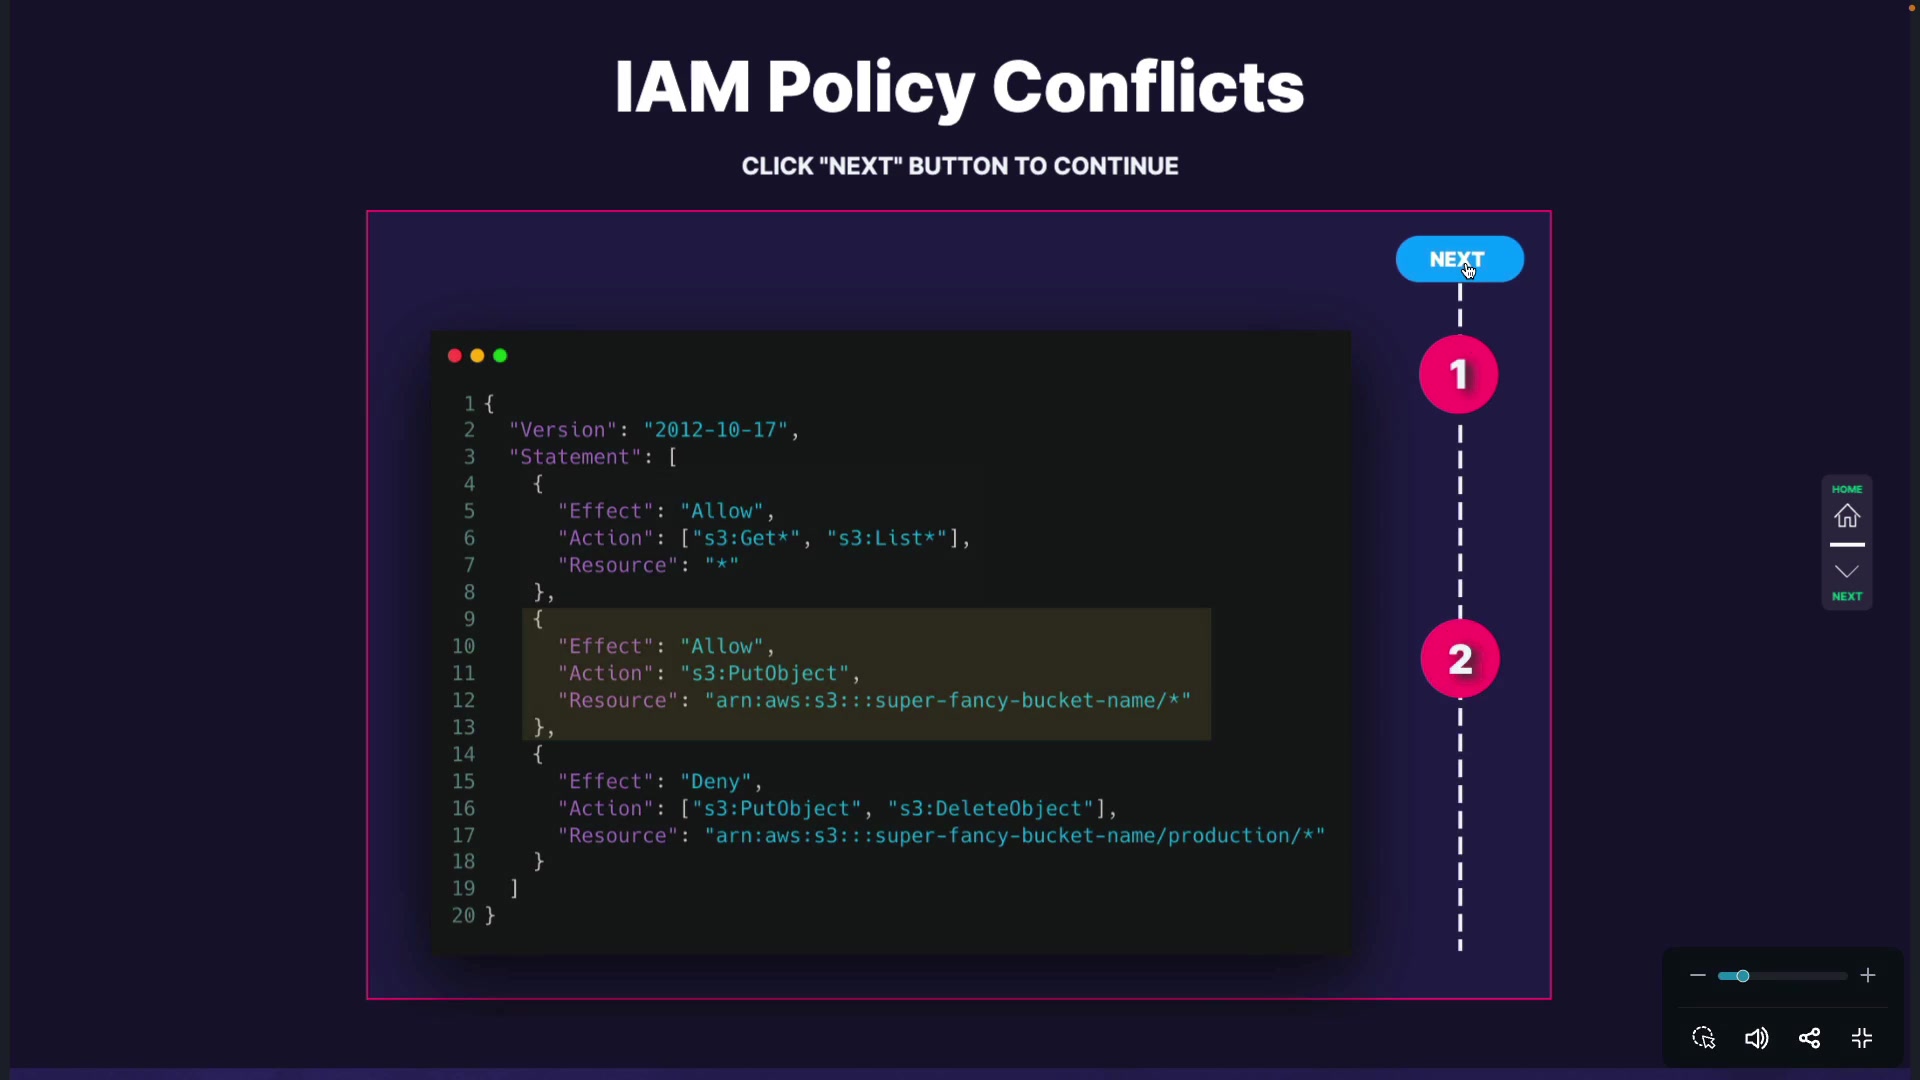 IAM Policy Conflicts
CLICK "NEXT" BUTTON TO CONTINUE
NEXT
1
1 {
2 "Version": "2012-10-17",
3 "Statement": [
4 {
5 "Effect": "Allow",
6 "Action": ["s3:Get*", "s3:List*"],
7 "Resource": "*"
8 },
9 {
10 "Effect": "Allow",
11 "Action": "s3:PutObject",
12 "Resource": "arn:aws:s3:::super-fancy-bucket-name/*"
13 },
14 {
15 "Effect": "Deny",
16 "Action": ["s3:PutObject", "s3:DeleteObject"],
17 "Resource": "arn:aws:s3:::super-fancy-bucket-name/production/*"
18 }
19 ]
20 }
2
HOME
NEXT